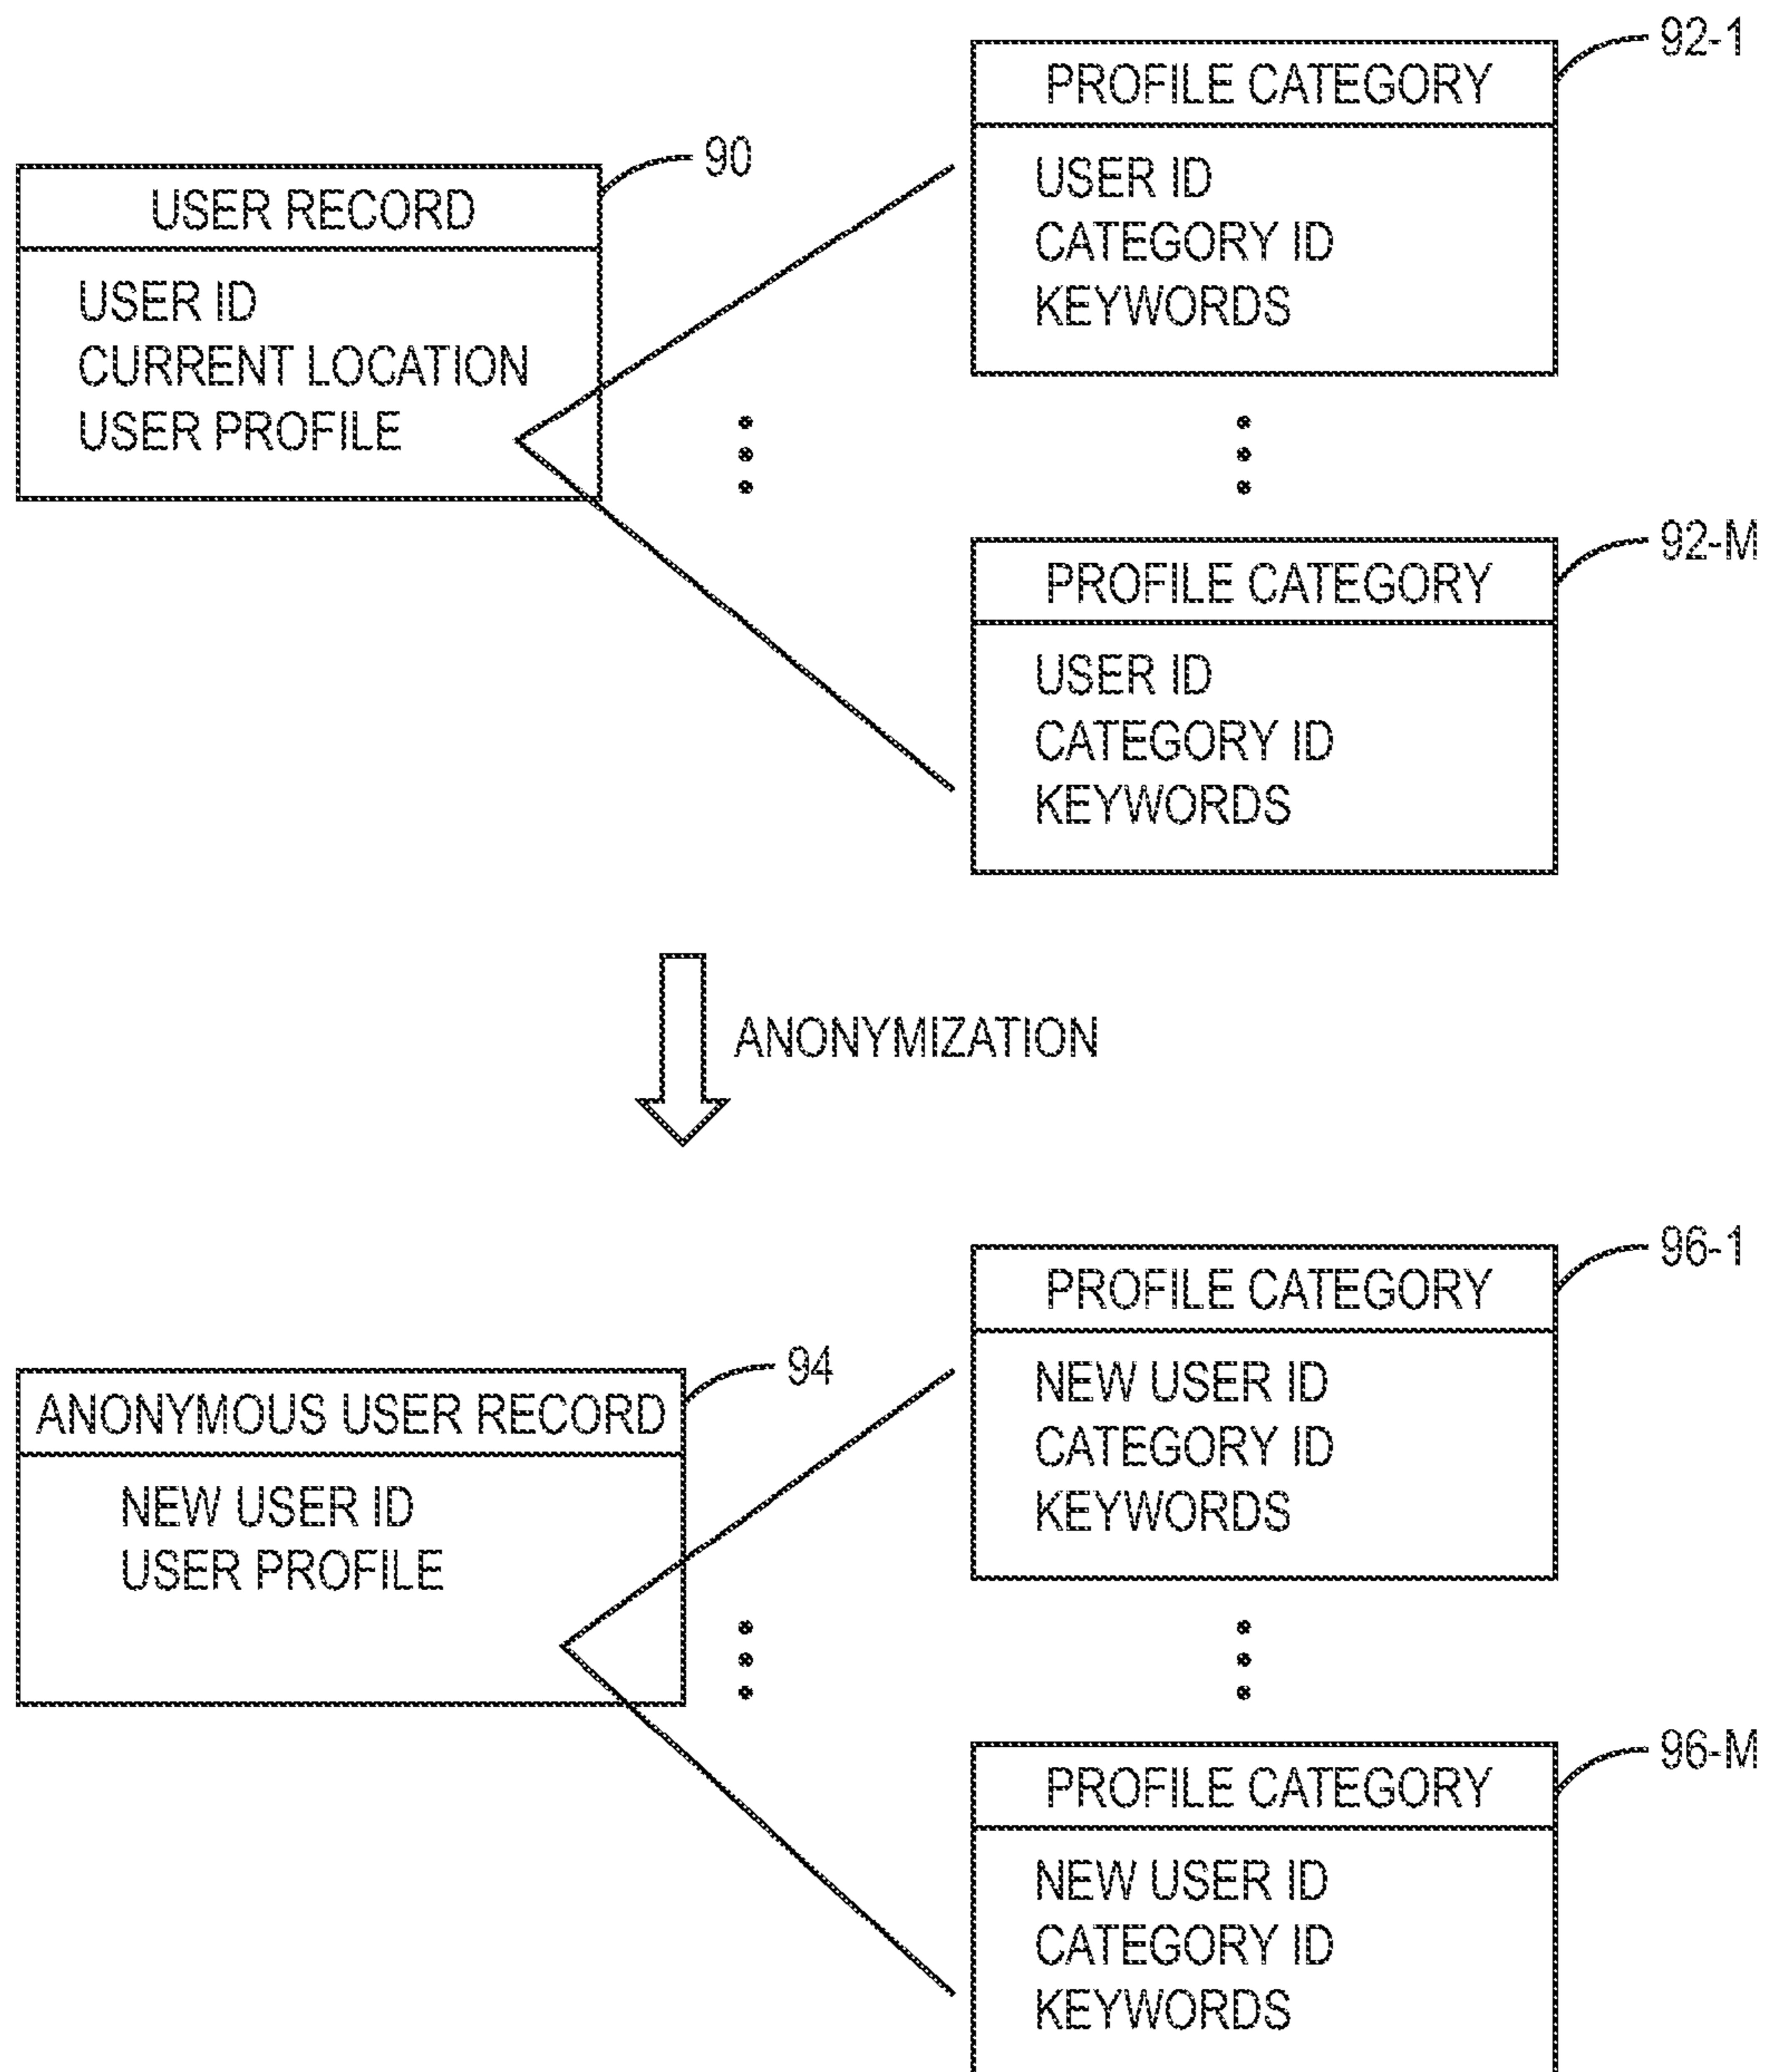 92-1
PROFILE CATEGORY
USER ID
CATEGORY ID
KEYWORDS
90
USER RECORD
USER ID
CURRENT LOCATION
USER PROFILE
92-M
PROFILE CATEGORY
USER ID
CATEGORY ID
KEYWORDS
ANONYMIZATION
96-1
PROFILE CATEGORY
NEW USER ID
CATEGORY ID
KEYWORDS
94
ANONYMOUS USER RECORD
NEW USER ID
USER PROFILE
96-M
PROFILE CATEGORY
NEW USER ID
CATEGORY ID
KEYWORDS